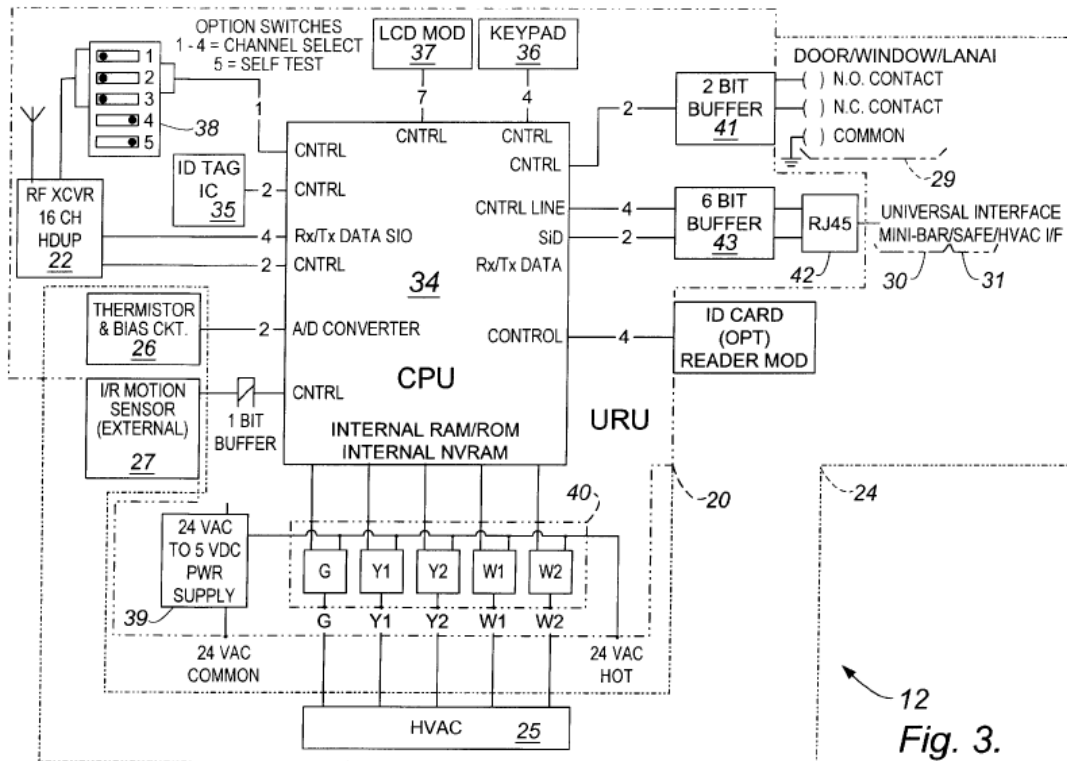 OPTION SWITCHES
1 - 4 = CHANNEL SELECT
5 = SELF TEST
1
2
3
4
5
38
LCD MOD
37
KEYPAD
36
DOOR/WINDOW/LANAI
( ) N.O. CONTACT
( ) N.C. CONTACT
( ) COMMON
29
2 BIT
BUFFER
41
2
7
4
1
CNTRL
CNTRL
CNTRL
CNTRL
ID TAG
IC
35
2
CNTRL
RF XCVR
16 CH
HDUP
22
4
Rx/Tx DATA SIO
2
CNTRL
CNTRL LINE
4
SiD
2
Rx/Tx DATA
6 BIT
BUFFER
43
RJ45
42
UNIVERSAL INTERFACE
MINI-BAR/SAFE/HVAC I/F
30
31
34
THERMISTOR
& BIAS CKT.
26
2
A/D CONVERTER
CONTROL
4
ID CARD
(OPT)
READER MOD
CPU
I/R MOTION
SENSOR
(EXTERNAL)
27
1 BIT
BUFFER
CNTRL
INTERNAL RAM/ROM
INTERNAL NVRAM
URU
40
20
24
24 VAC
TO 5 VDC
PWR
SUPPLY
39
G
Y1
Y2
W1
W2
G
Y1
Y2
W1
W2
24 VAC
COMMON
24 VAC
HOT
HVAC
25
12
Fig. 3.